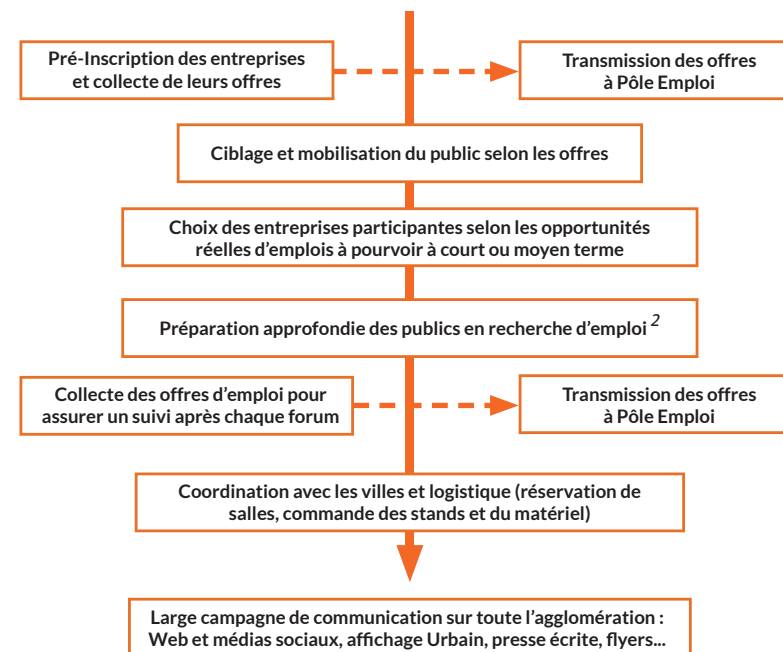 Pré-Inscription des entreprises
et collecte de leurs offres
Transmission des offres
à Pôle Emploi
Ciblage et mobilisation du public selon les offres
Choix des entreprises participantes selon les opportunités
réelles d’emplois à pourvoir à court ou moyen terme
Préparation approfondie des publics en recherche d’emploi ²
Collecte des offres d’emploi pour
assurer un suivi après chaque forum
Transmission des offres
à Pôle Emploi
Coordination avec les villes et logistique (réservation de
salles, commande des stands et du matériel)
Large campagne de communication sur toute l’agglomération :
Web et médias sociaux, affichage Urbain, presse écrite, flyers...